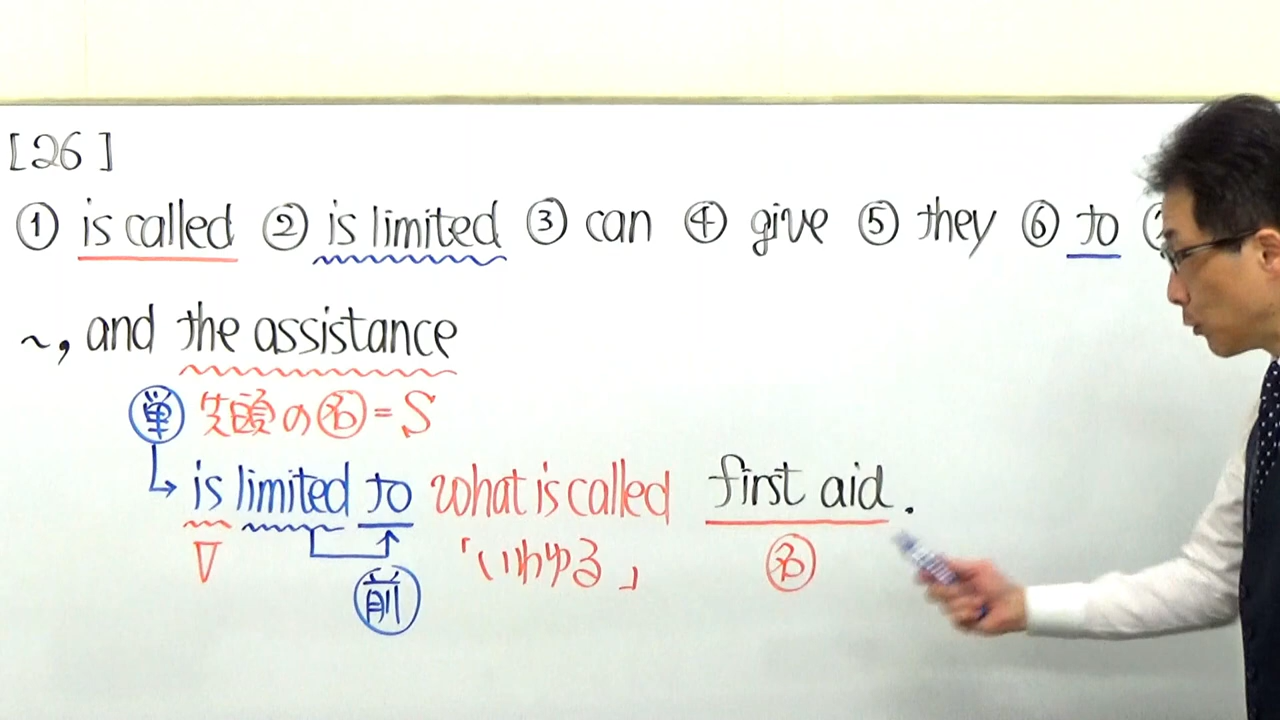 [26]
① is called ② is limited ③ can ④ give ⑤ they ⑥ to
~, and the assistance
単 先頭の名=S
is limited to what is called first aid.
V 前 「いわゆる」 名